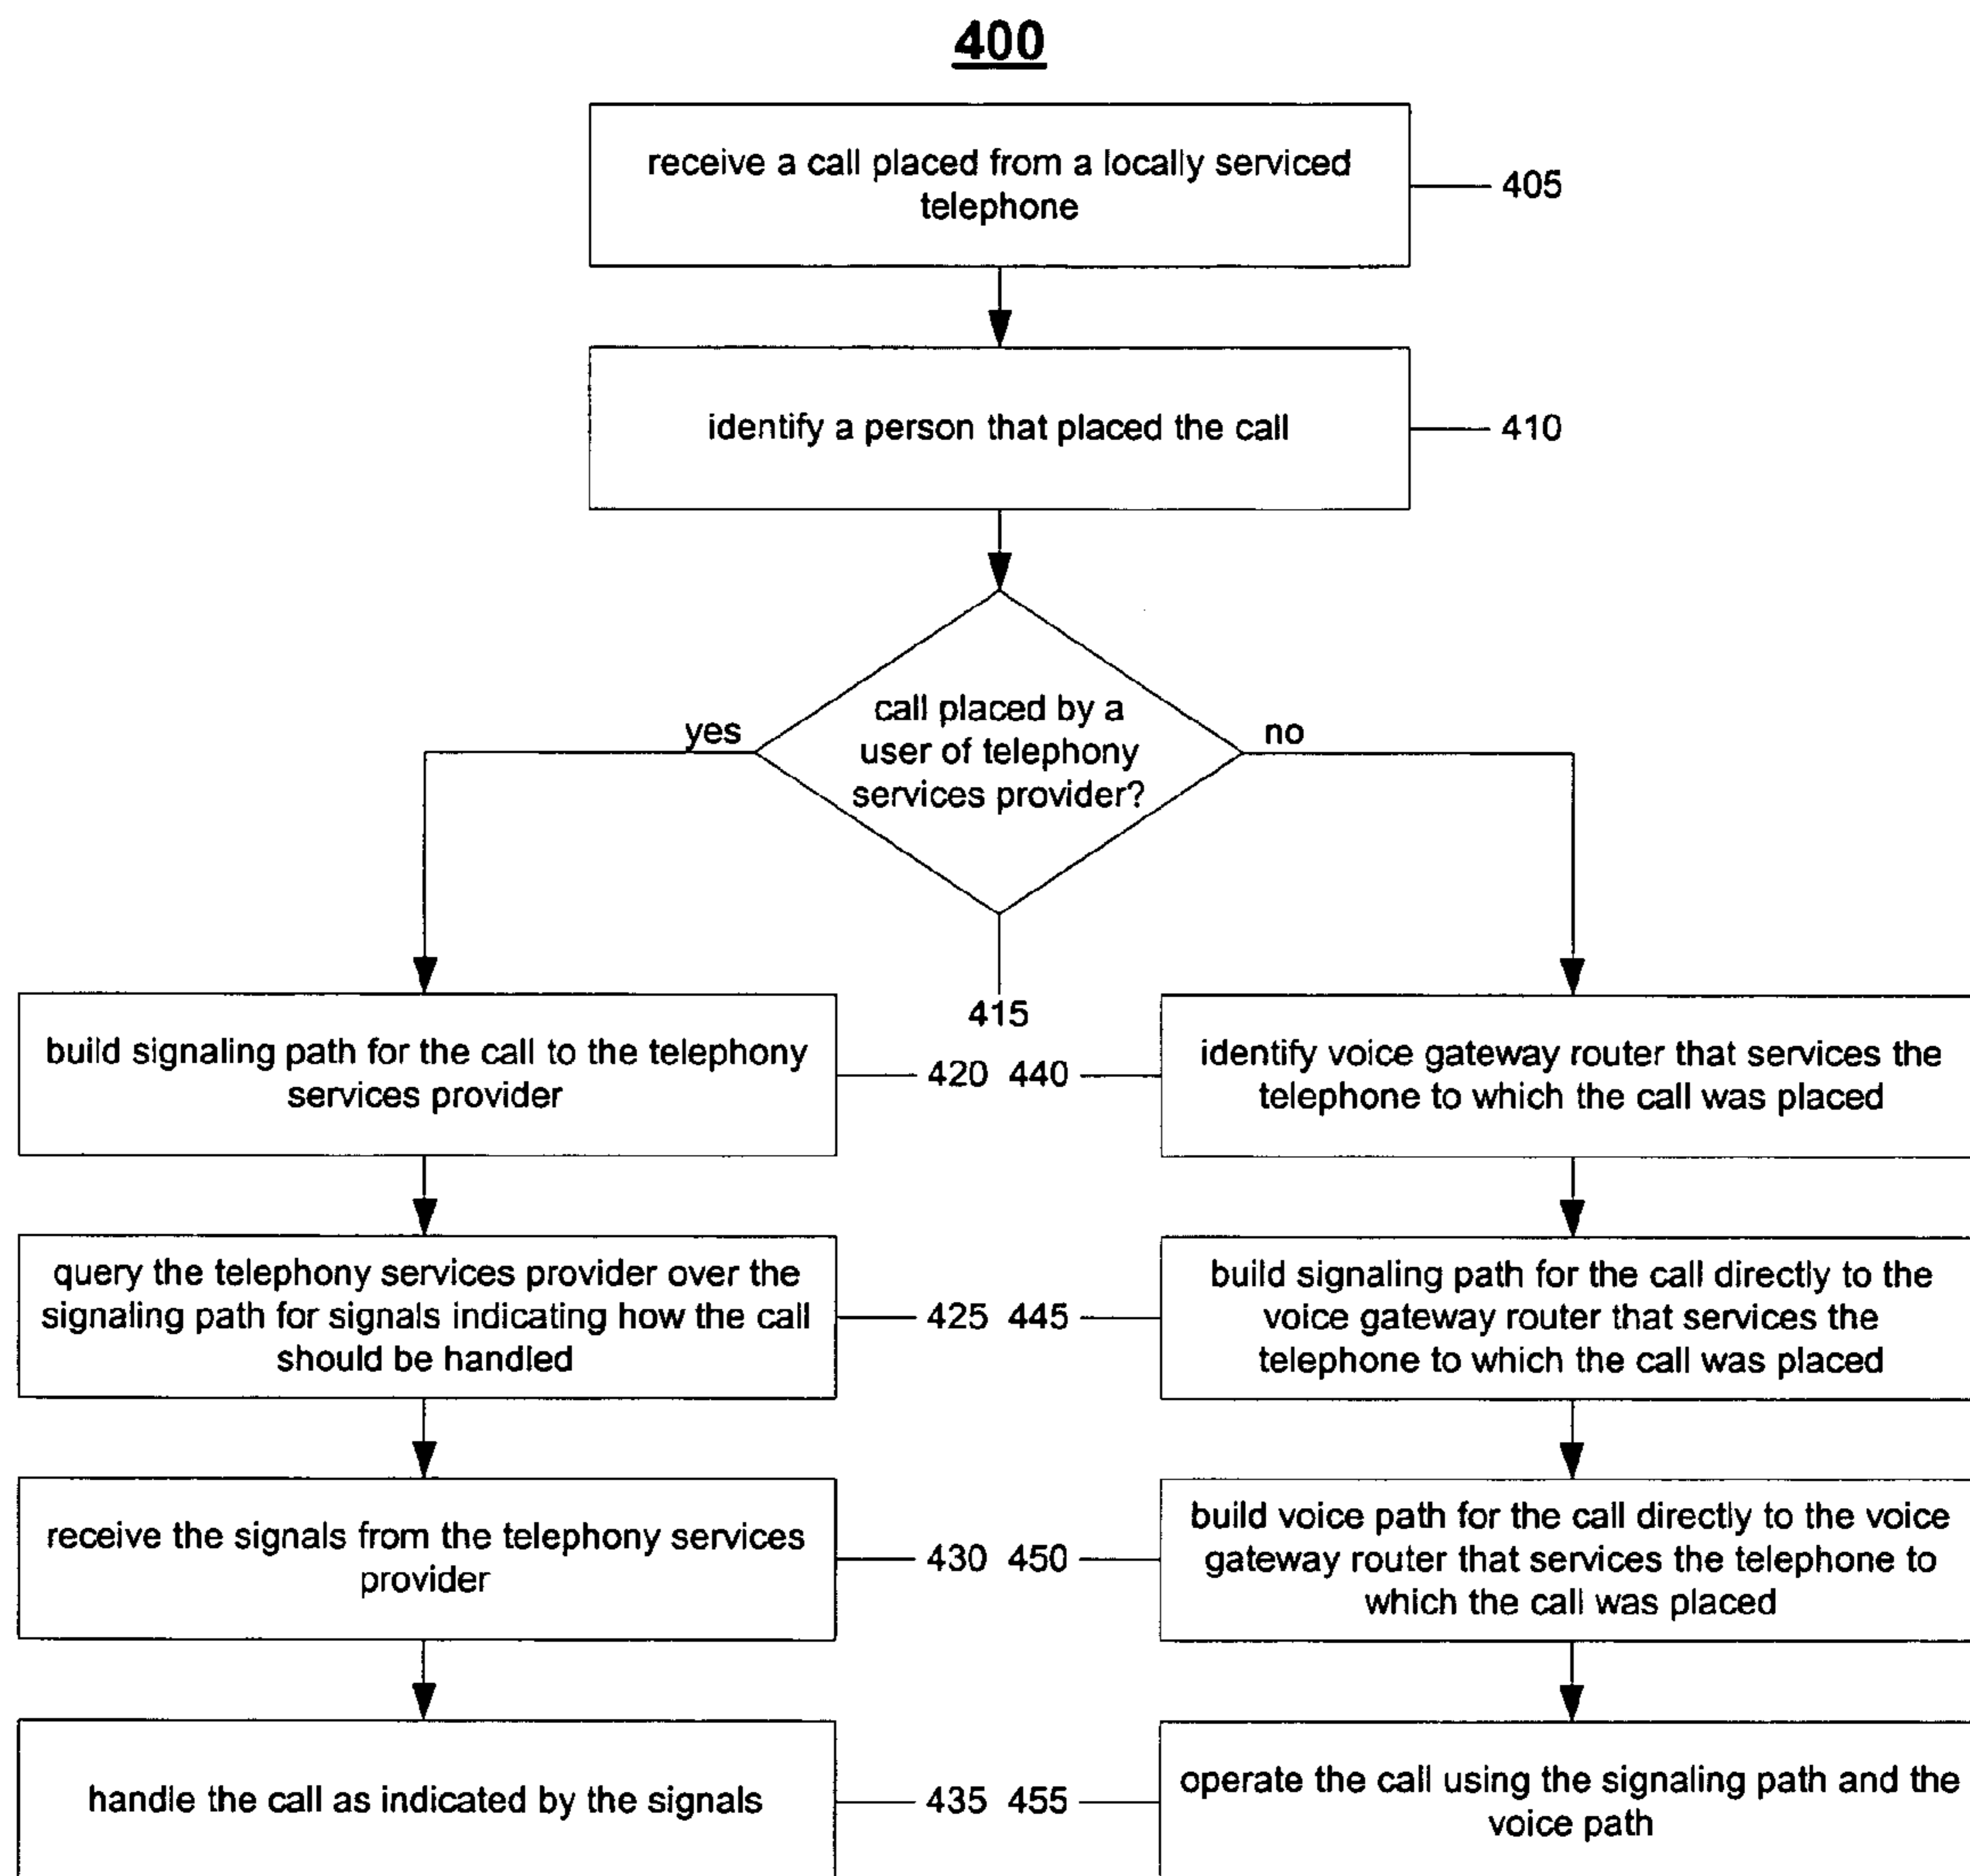 400
receive a call placed from a locally serviced
telephone
405
identify a person that placed the call
410
call placed by a
user of telephony
services provider?
yes
no
415
build signaling path for the call to the telephony
services provider
420
440
identify voice gateway router that services the
telephone to which the call was placed
query the telephony services provider over the
signaling path for signals indicating how the call
should be handled
425
445
build signaling path for the call directly to the
voice gateway router that services the
telephone to which the call was placed
receive the signals from the telephony services
provider
430
450
build voice path for the call directly to the voice
gateway router that services the telephone to
which the call was placed
handle the call as indicated by the signals
435
455
operate the call using the signaling path and the
voice path